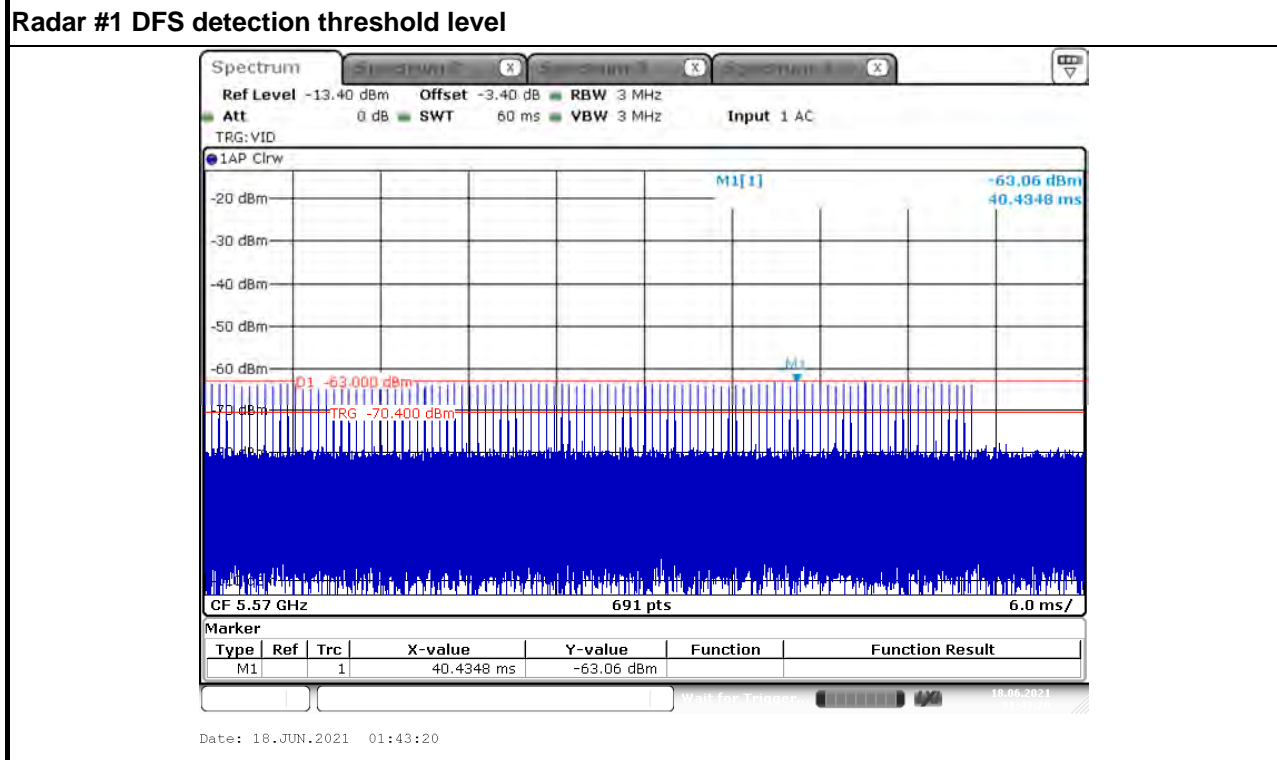 Radar #1 DFS detection threshold level
Spectrum
Ref Level -13.40 dBm Offset -3.40 dB RBW 3 MHz
Att 0 dB SWT 60 ms VBW 3 MHz Input 1 AC
TRG:VID
1AP Clrw
M1[1] -63.06 dBm
40.4348 ms
-20 dBm
-30 dBm
-40 dBm
-50 dBm
M1
-60 dBm
D1 -63.000 dBm
-70 dBm
TRG -70.400 dBm
CF 5.57 GHz 691 pts 6.0 ms/
Marker
Type Ref Trc X-value Y-value Function Function Result
M1 1 40.4348 ms -63.06 dBm
Wait for Trigger
18.06.2021
Date: 18.JUN.2021 01:43:20